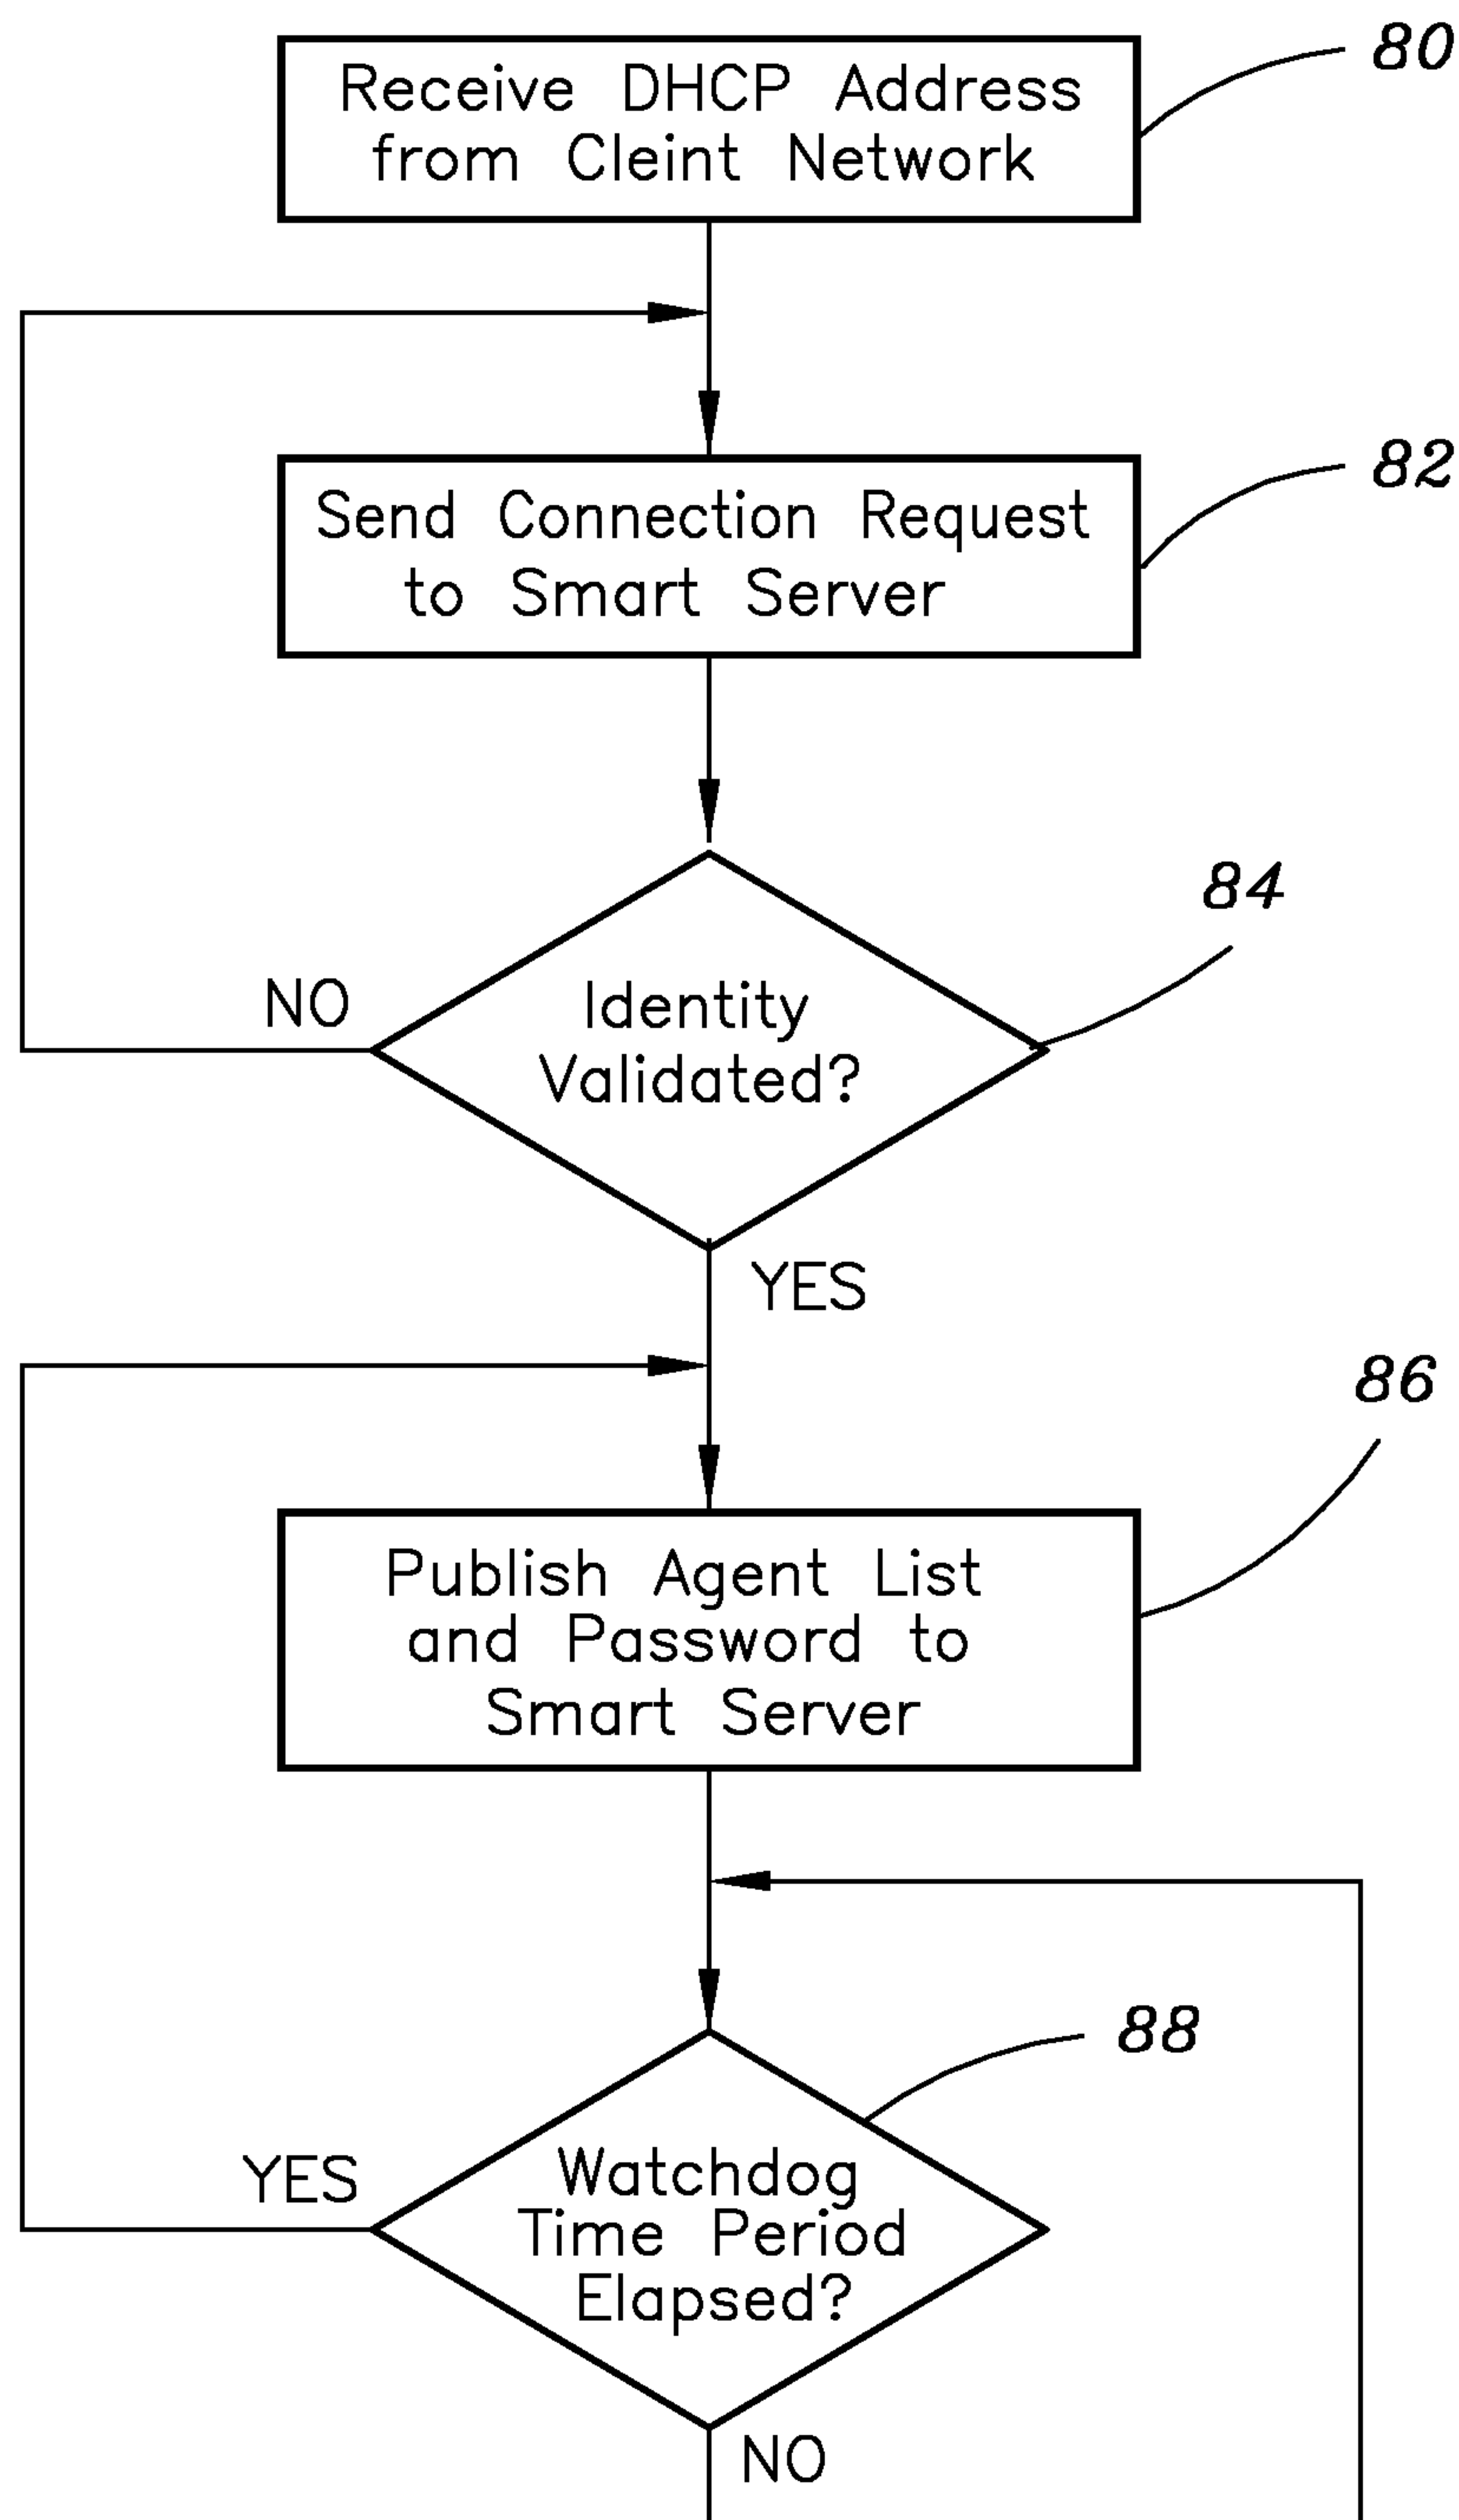 80
Receive DHCP Address
from Cleint Network
82
Send Connection Request
to Smart Server
84
NO
Identity
Validated?
YES
86
Publish Agent List
and Password to
Smart Server
88
YES
Watchdog
Time Period
Elapsed?
NO